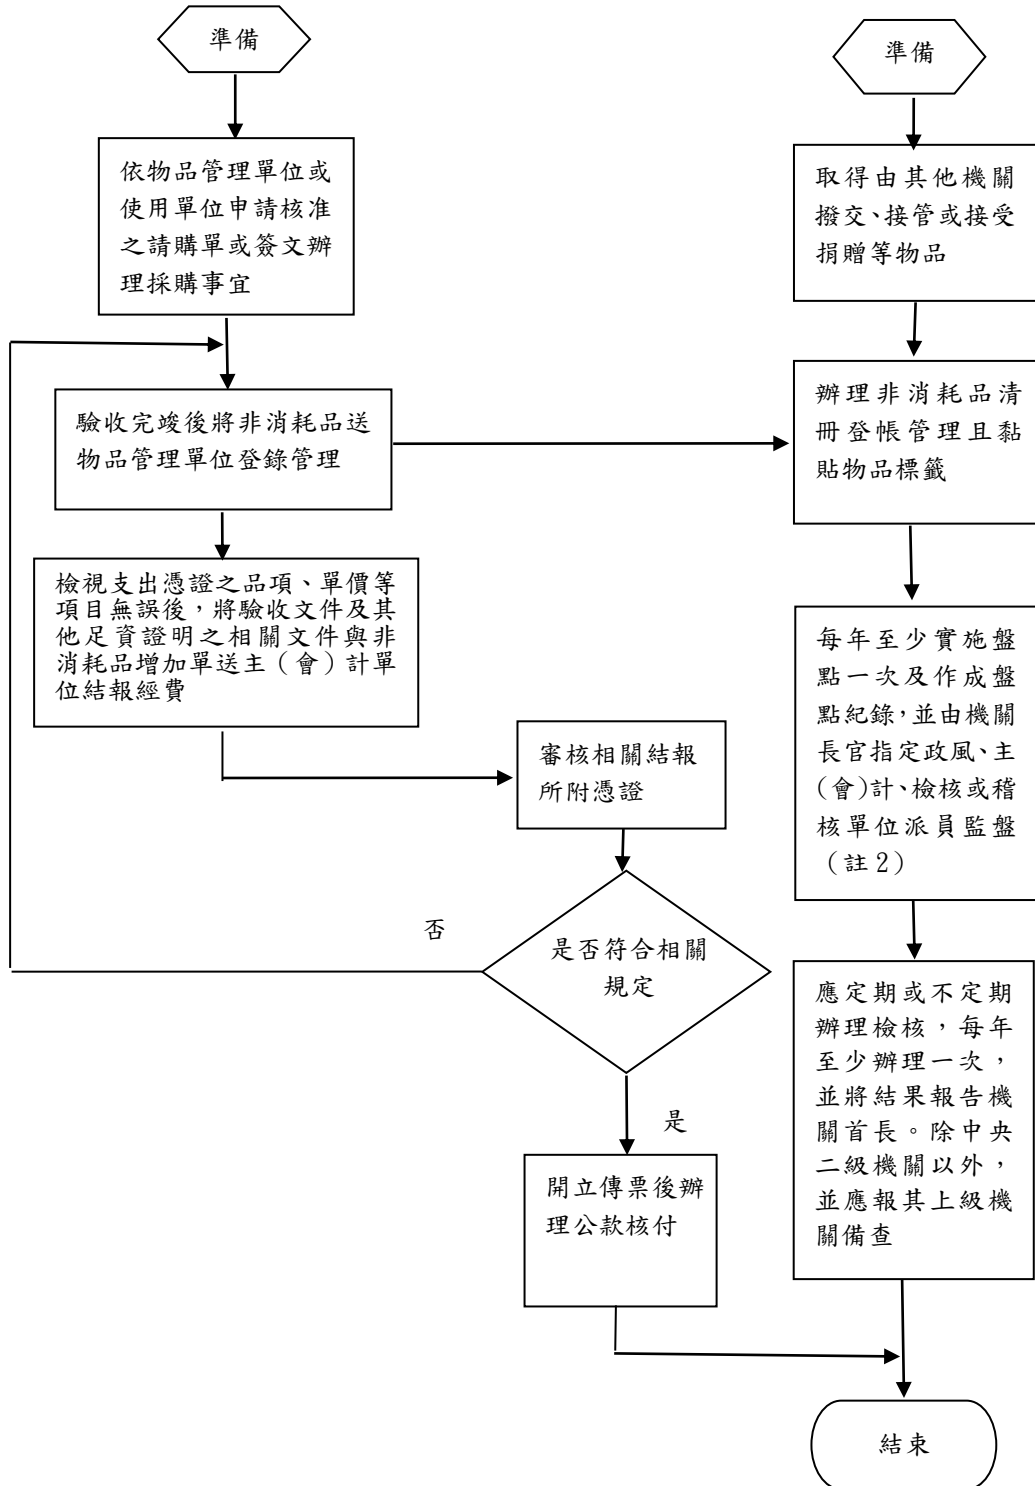 準備
依物品管理單位或
使用單位申請核准
之請購單或簽文辦
理採購事宜
驗收完竣後將非消耗品送
物品管理單位登錄管理
檢視支出憑證之品項、單價等
項目無誤後，將驗收文件及其
他足資證明之相關文件與非
消耗品增加單送主（會）計單
位結報經費
審核相關結報
所附憑證
是否符合相關
規定
否
是
開立傳票後辦
理公款核付
準備
取得由其他機關
撥交、接管或接受
捐贈等物品
辦理非消耗品清
冊登帳管理且黏
貼物品標籤
每年至少實施盤
點一次及作成盤
點紀錄，並由機關
長官指定政風、主
（會）計、檢核或稽
核單位派員監盤
（註2）
應定期或不定期
辦理檢核，每年
至少辦理一次，
並將結果報告機
關首長。除中央
二級機關以外，
並應報其上級機
關備查
結束